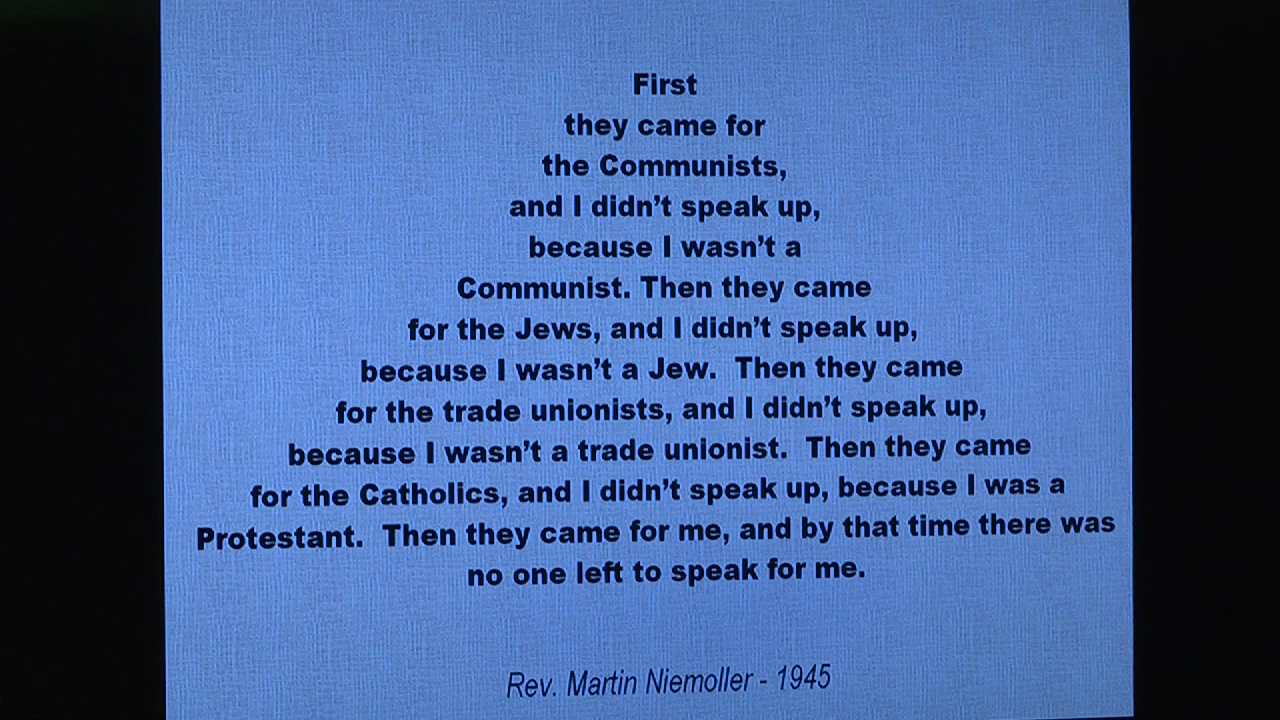 First
they came for
the Communists,
and I didn’t speak up,
because I wasn’t a
Communist. Then they came
for the Jews, and I didn’t speak up,
because I wasn’t a Jew.  Then they came
for the trade unionists, and I didn’t speak up,
because I wasn’t a trade unionist.  Then they came
for the Catholics, and I didn’t speak up, because I was a
Protestant.  Then they came for me, and by that time there was
no one left to speak for me.
Rev. Martin Niemoller - 1945